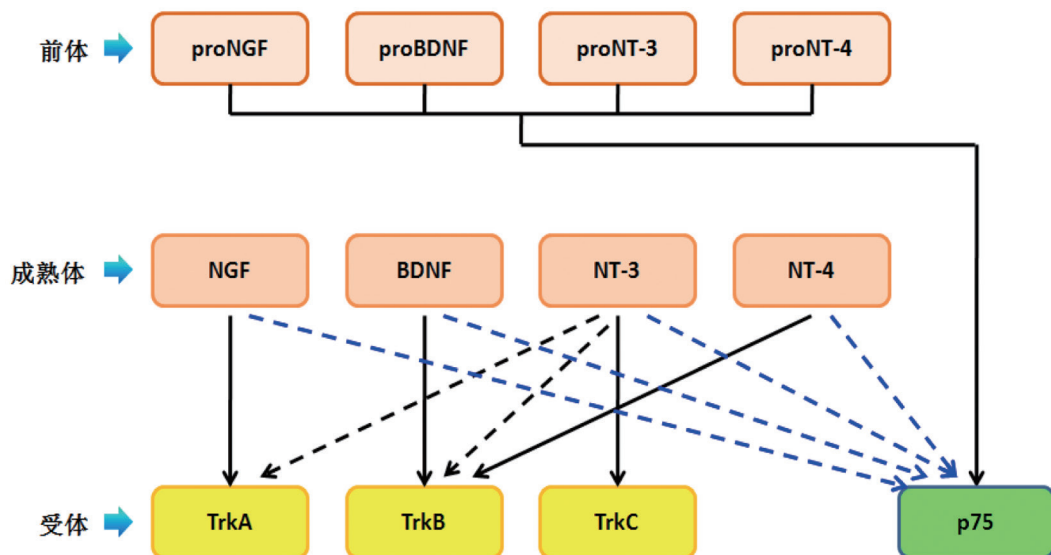 前体
proNGF
proBDNF
proNT-3
proNT-4
成熟体
NGF
BDNF
NT-3
NT-4
受体
TrkA
TrkB
TrkC
p75